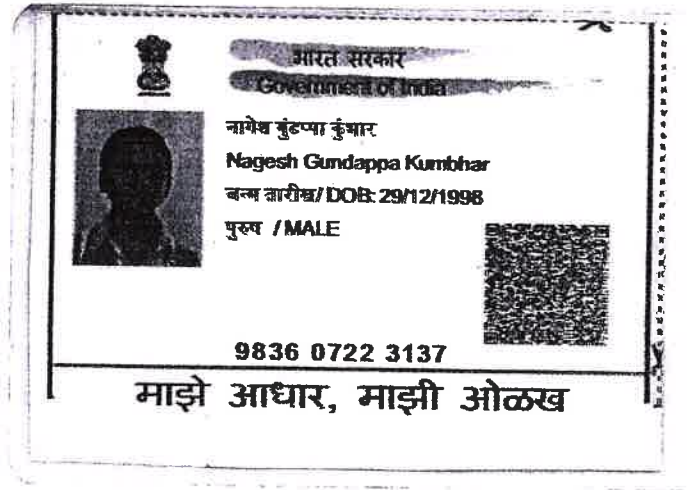 भारत सरकार
Government of India
नागेश गुंडप्पा कुंभार
Nagesh Gundappa Kumbhar
जन्म तारीख/ DOB: 29/12/1998
पुरुष / MALE
9836 0722 3137
माझे आधार, माझी ओळख